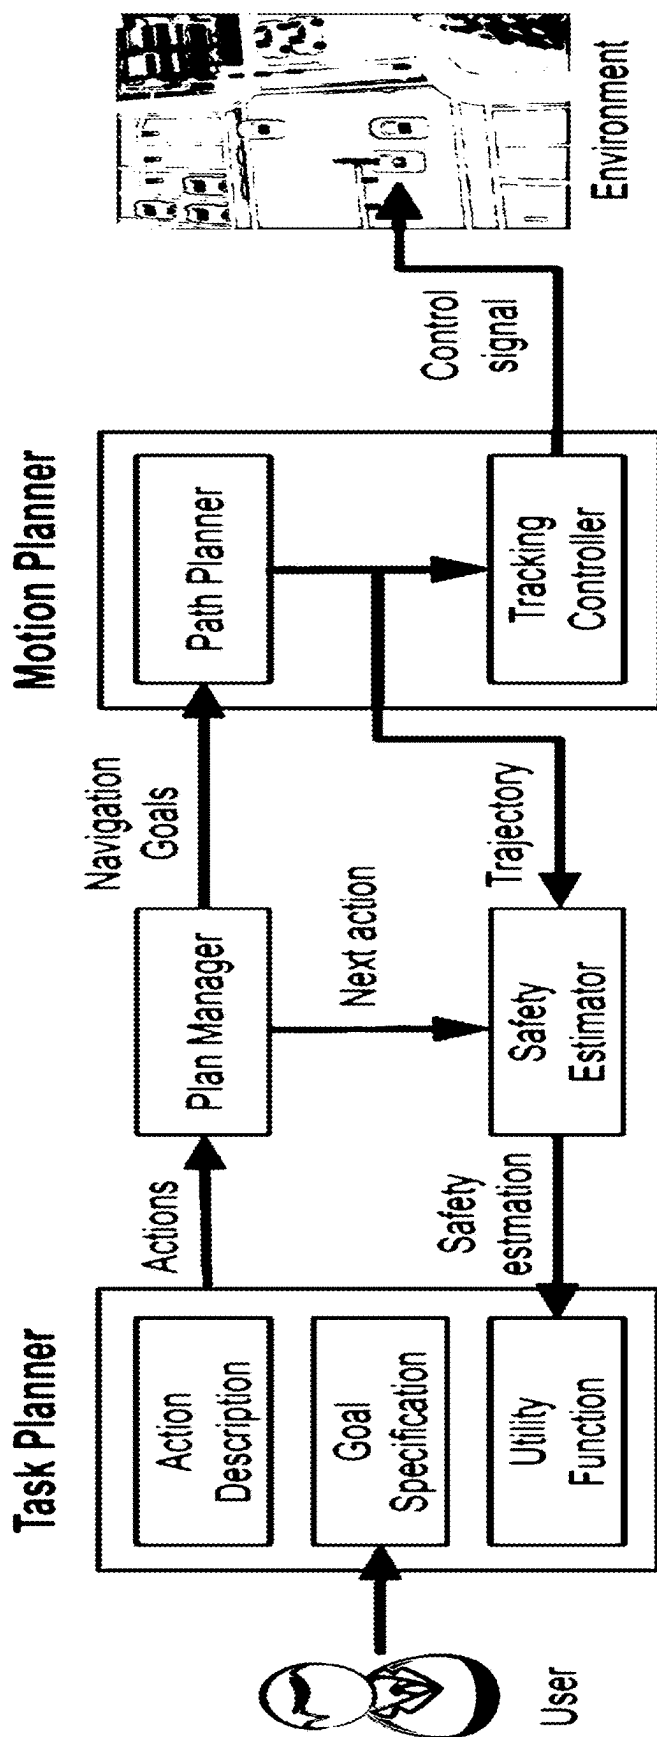 Task Planner
Motion Planner
Action
Description
Goal
Specification
Utility
Function
User
Actions
Plan Manager
Navigation
Goals
Next action
Safety
estmation
Safety
Estimator
Trajectory
Path Planner
Tracking
Controller
Control
signal
Environment